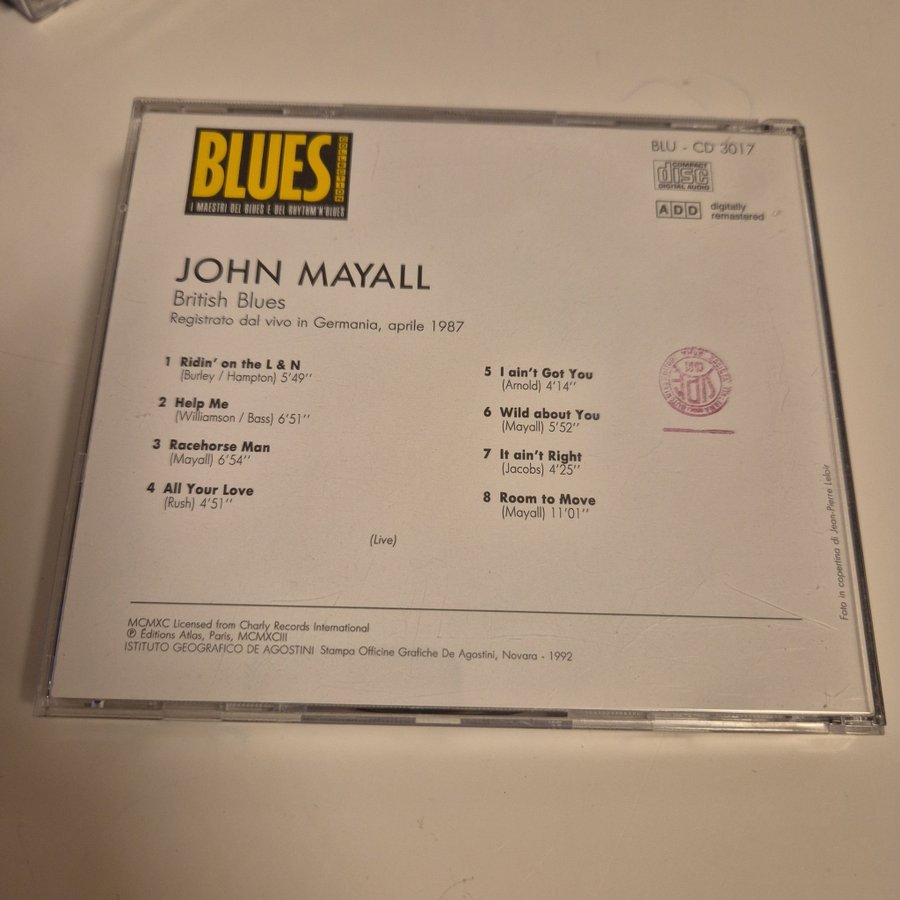 BLUES
COLLECTION
I MAESTRI DEL BLUES E DEL RHYTHM'N'BLUES
BLU - CD 3017
COMPACT
disc
DIGITAL AUDIO
ADD digitally
remastered
JOHN MAYALL
British Blues
Registrato dal vivo in Germania, aprile 1987
1 Ridin' on the L & N
(Burley / Hampton) 5'49''
2 Help Me
(Williamson / Bass) 6'51''
3 Racehorse Man
(Mayall) 6'54''
4 All Your Love
(Rush) 4'51''
5 I ain't Got You
(Arnold) 4'14''
6 Wild about You
(Mayall) 5'52''
7 It ain't Right
(Jacobs) 4'25''
8 Room to Move
(Mayall) 11'01''
(Live)
Foto in copertina di Jean-Pierre Leloir
MCMXC Licensed from Charly Records International
℗ Éditions Atlas, Paris, MCMXCIII
ISTITUTO GEOGRAFICO DE AGOSTINI Stampa Officine Grafiche De Agostini, Novara - 1992